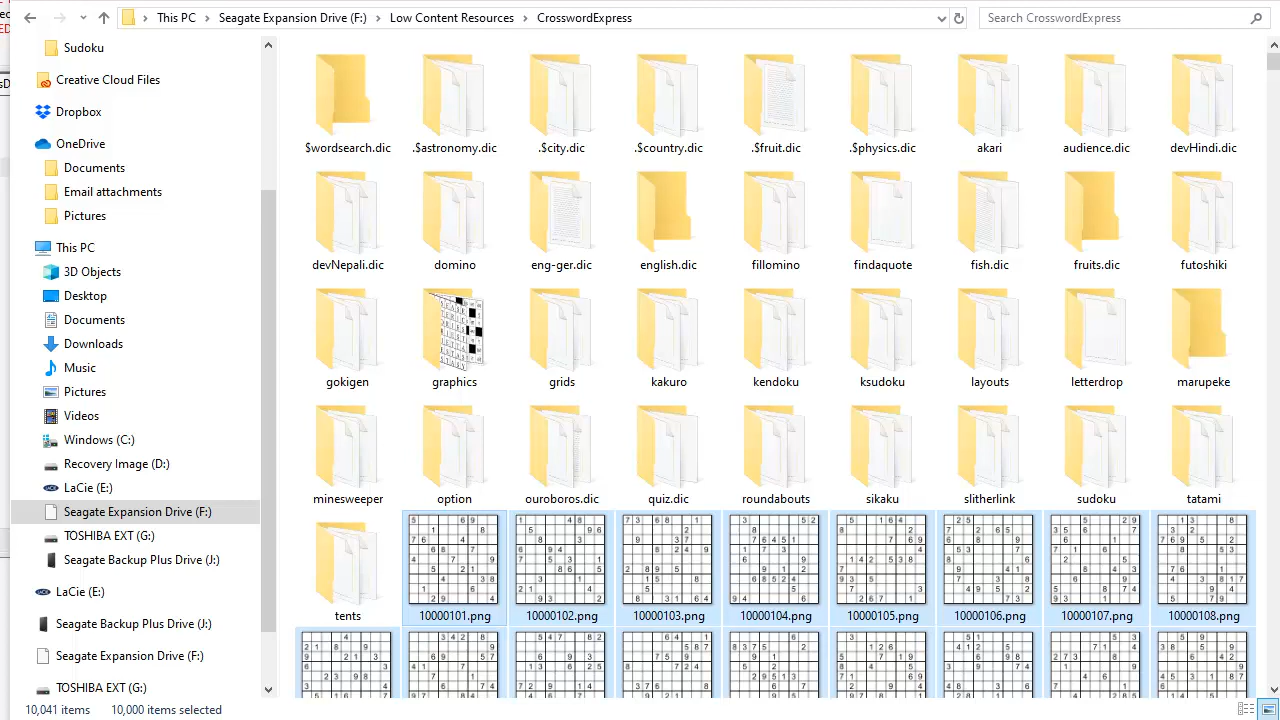 This PC > Seagate Expansion Drive (F:) > Low Content Resources > CrosswordExpress
Search CrosswordExpress
Sudoku
Creative Cloud Files
Dropbox
OneDrive
Documents
Email attachments
Pictures
This PC
3D Objects
Desktop
Documents
Downloads
Music
Pictures
Videos
Windows (C:)
Recovery Image (D:)
LaCie (E:)
Seagate Expansion Drive (F:)
TOSHIBA EXT (G:)
Seagate Backup Plus Drive (J:)
LaCie (E:)
Seagate Backup Plus Drive (J:)
Seagate Expansion Drive (F:)
TOSHIBA EXT (G:)
$wordsearch.dic .$astronomy.dic .$city.dic .$country.dic .$fruit.dic .$physics.dic akari audience.dic devHindi.dic
devNepali.dic domino eng-ger.dic english.dic fillomino findaquote fish.dic fruits.dic futoshiki
gokigen graphics grids kakuro kendoku ksudoku layouts letterdrop marupeke
minesweeper option ouroboros.dic quiz.dic roundabouts sikaku slitherlink sudoku tatami
tents 10000101.png 10000102.png 10000103.png 10000104.png 10000105.png 10000106.png 10000107.png 10000108.png
10,041 items 10,000 items selected